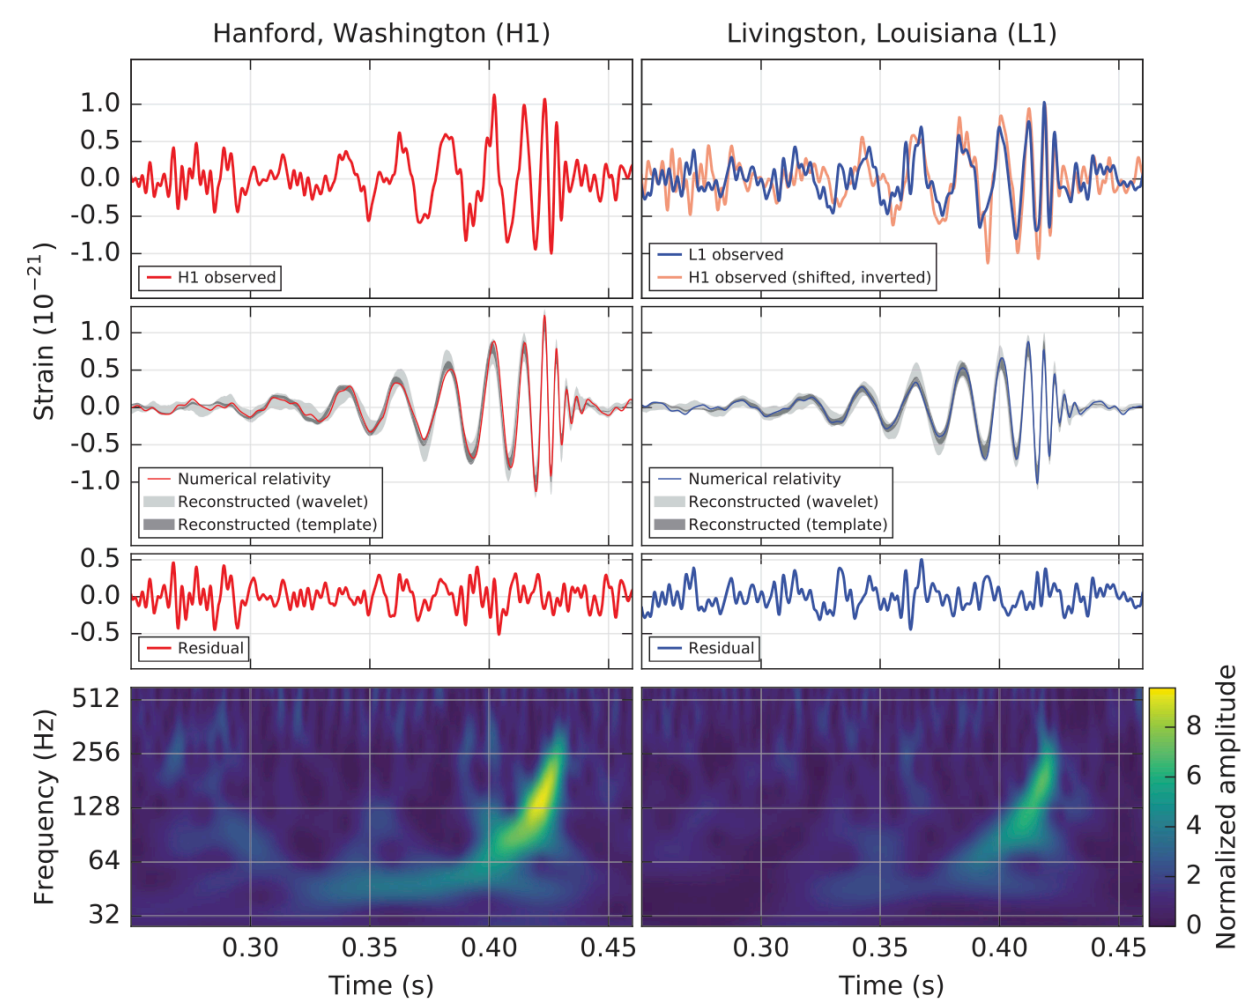 Hanford, Washington (H1)
Livingston, Louisiana (L1)
Strain (10⁻²¹)
1.0
0.5
0.0
-0.5
-1.0
H1 observed
L1 observed
H1 observed (shifted, inverted)
1.0
0.5
0.0
-0.5
-1.0
Numerical relativity
Reconstructed (wavelet)
Reconstructed (template)
Numerical relativity
Reconstructed (wavelet)
Reconstructed (template)
0.5
0.0
-0.5
Residual
Residual
Frequency (Hz)
512
256
128
64
32
Normalized amplitude
8
6
4
2
0
0.30 0.35 0.40 0.45
0.30 0.35 0.40 0.45
Time (s)
Time (s)